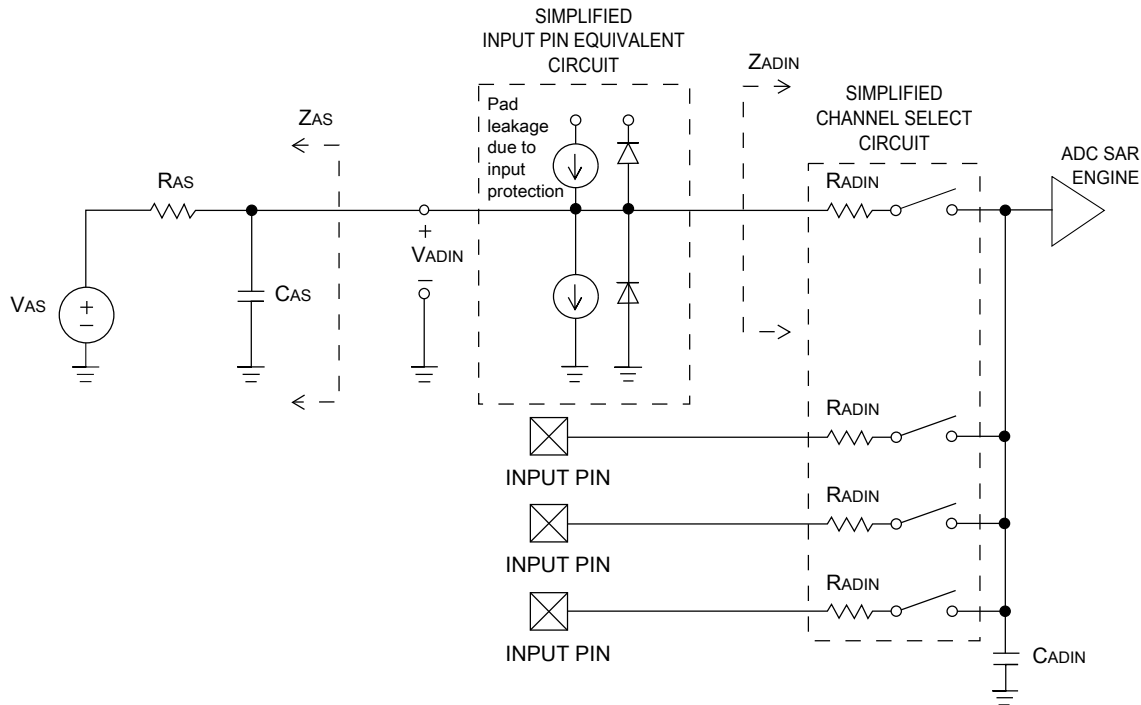 SIMPLIFIED
INPUT PIN EQUIVALENT
CIRCUIT
Pad
leakage
due to
input
protection
ZAS
ZADIN
SIMPLIFIED
CHANNEL SELECT
CIRCUIT
ADC SAR
ENGINE
RAS
RADIN
+
VADIN
–
VAS
+
-
CAS
RADIN
INPUT PIN
RADIN
INPUT PIN
RADIN
INPUT PIN
CADIN